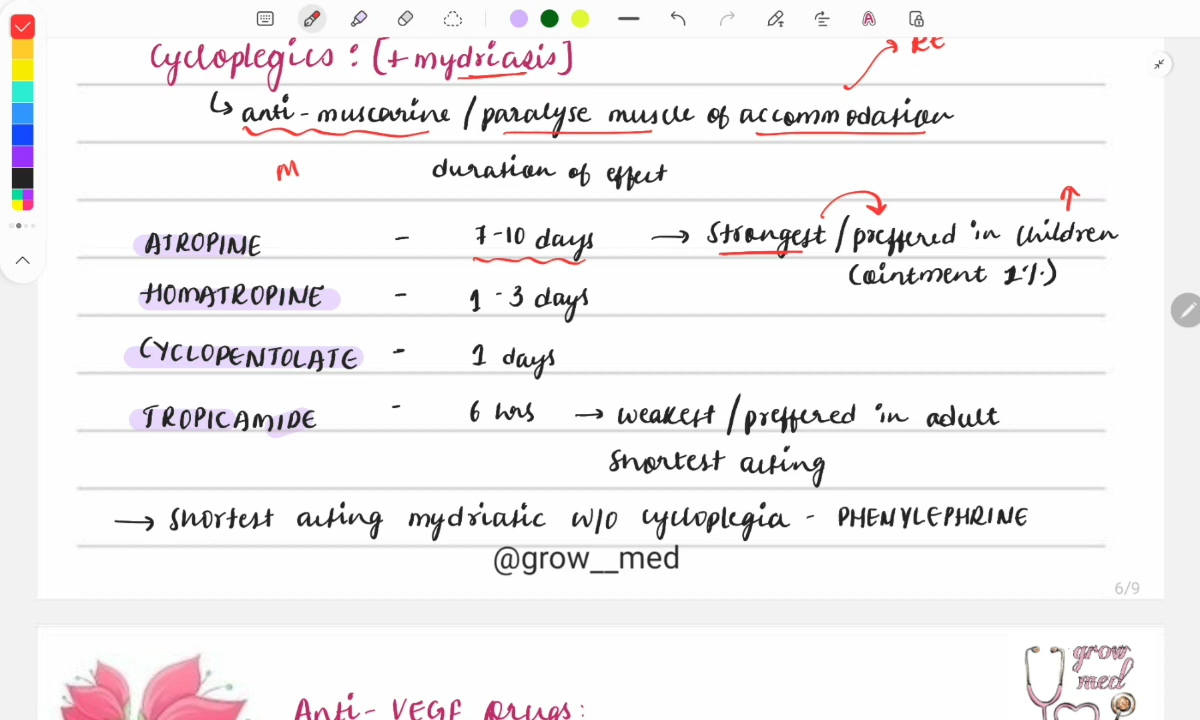 Cycloplegics : [+ mydriasis]
RE
↳ anti-muscarine / paralyse muscle of accommodation
M duration of effect
ATROPINE - 7-10 days → strongest / preffered in children ↑
(ointment 1%)
HOMATROPINE - 1-3 days
CYCLOPENTOLATE - 1 days
TROPICAMIDE - 6 hrs → weakest / preffered in adult
shortest acting
→ shortest acting mydriatic w/o cycloplegia - PHENYLEPHRINE
@grow__med
6/9
grow
med
Anti-VEGF Drugs: